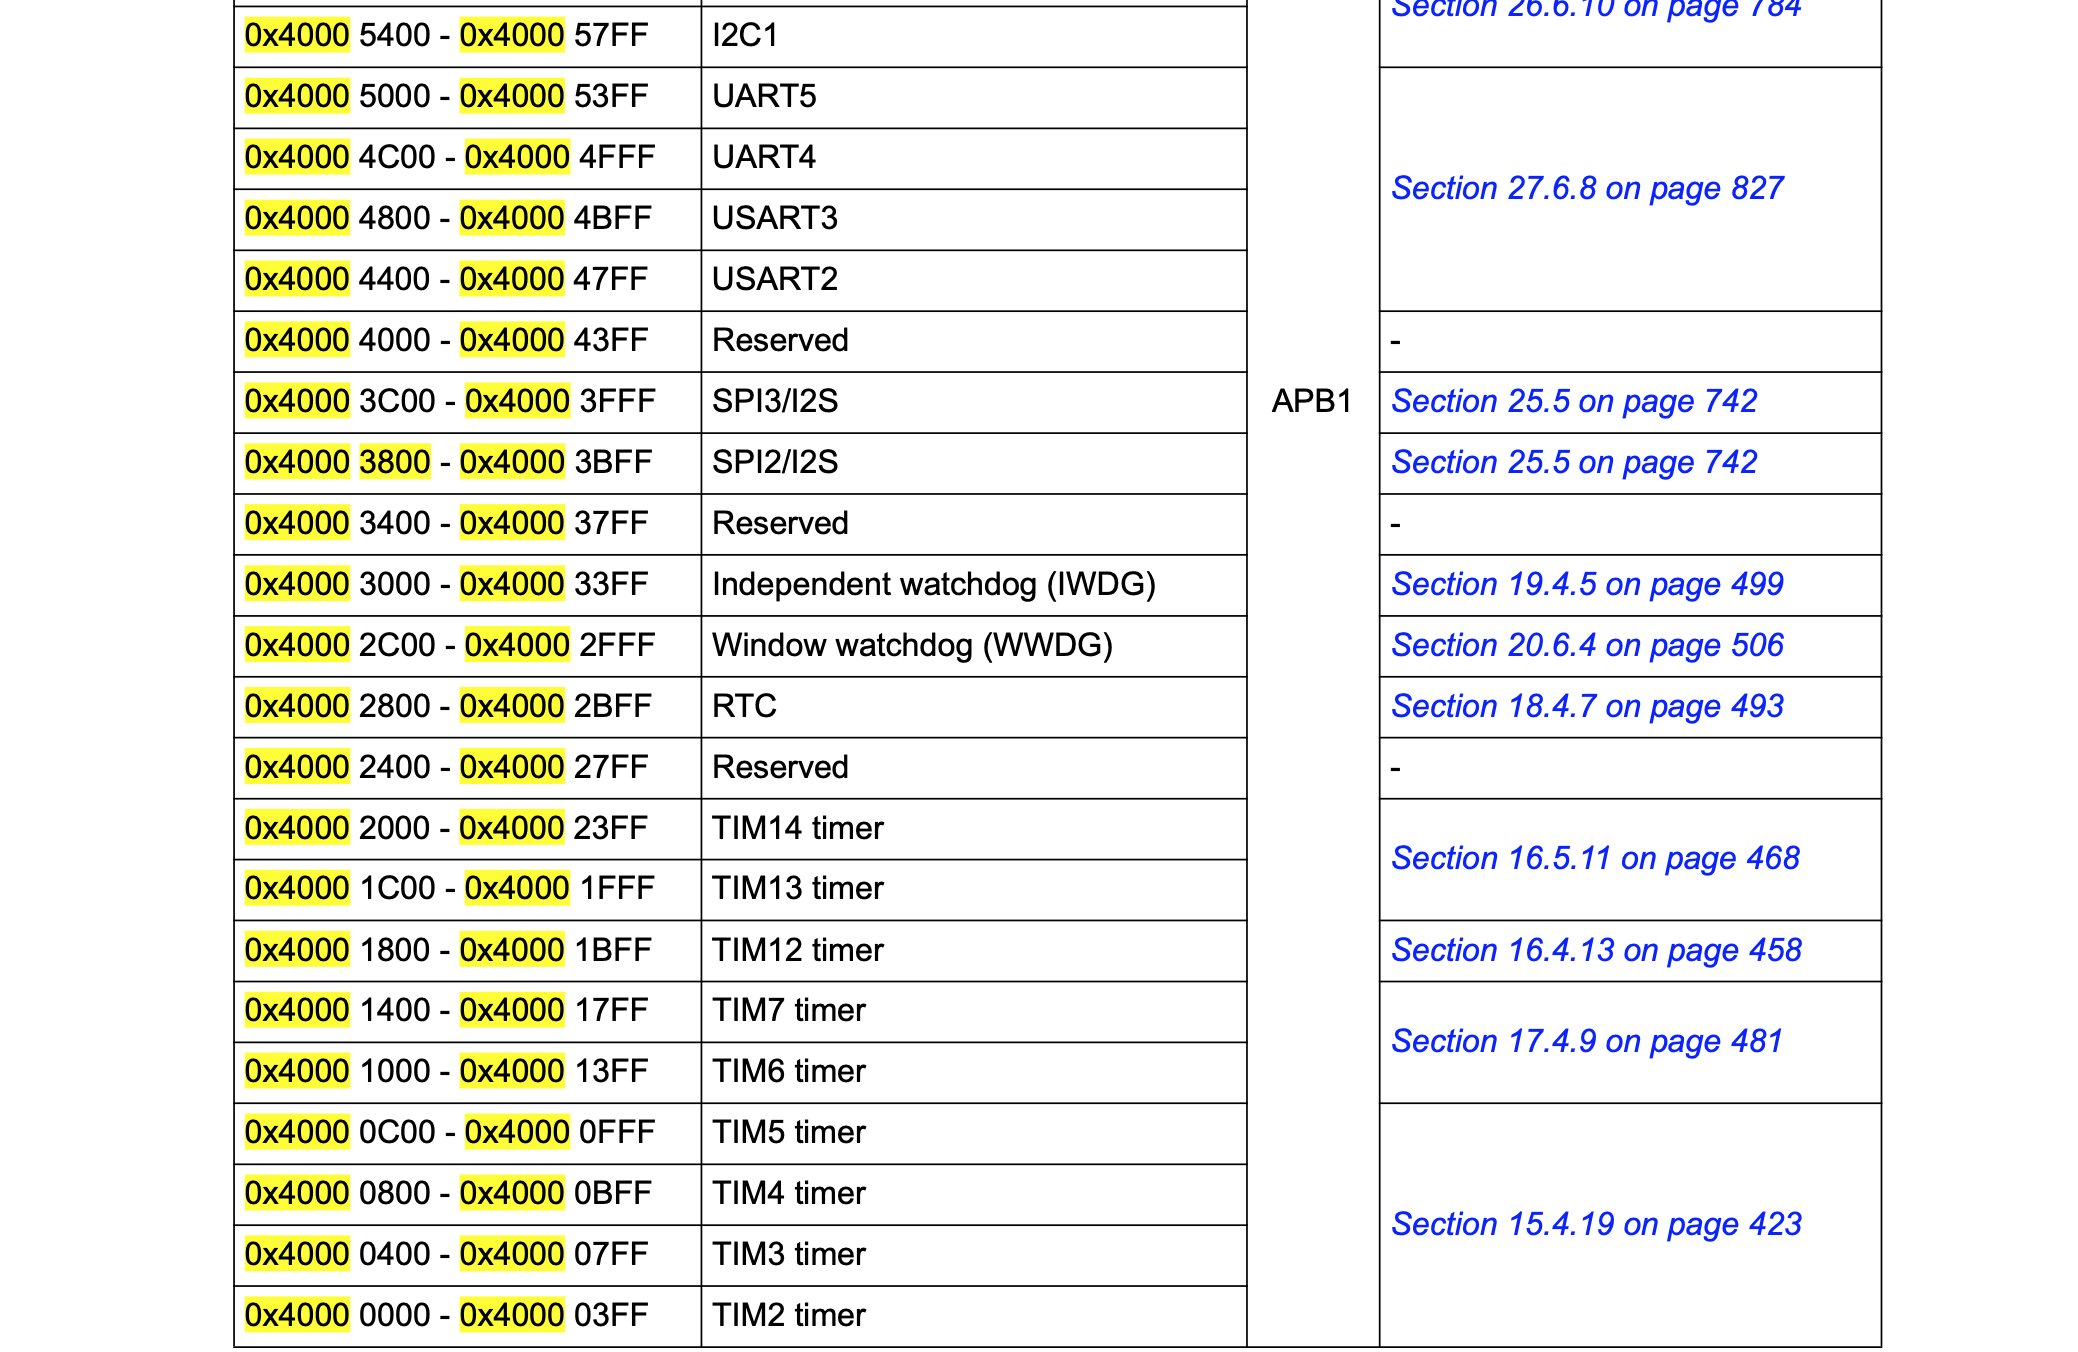 Section 26.6.10 on page 784
0x4000 5400 - 0x4000 57FF I2C1
0x4000 5000 - 0x4000 53FF UART5
0x4000 4C00 - 0x4000 4FFF UART4
Section 27.6.8 on page 827
0x4000 4800 - 0x4000 4BFF USART3
0x4000 4400 - 0x4000 47FF USART2
0x4000 4000 - 0x4000 43FF Reserved -
0x4000 3C00 - 0x4000 3FFF SPI3/I2S APB1 Section 25.5 on page 742
0x4000 3800 - 0x4000 3BFF SPI2/I2S Section 25.5 on page 742
0x4000 3400 - 0x4000 37FF Reserved -
0x4000 3000 - 0x4000 33FF Independent watchdog (IWDG) Section 19.4.5 on page 499
0x4000 2C00 - 0x4000 2FFF Window watchdog (WWDG) Section 20.6.4 on page 506
0x4000 2800 - 0x4000 2BFF RTC Section 18.4.7 on page 493
0x4000 2400 - 0x4000 27FF Reserved -
0x4000 2000 - 0x4000 23FF TIM14 timer
Section 16.5.11 on page 468
0x4000 1C00 - 0x4000 1FFF TIM13 timer
0x4000 1800 - 0x4000 1BFF TIM12 timer Section 16.4.13 on page 458
0x4000 1400 - 0x4000 17FF TIM7 timer
Section 17.4.9 on page 481
0x4000 1000 - 0x4000 13FF TIM6 timer
0x4000 0C00 - 0x4000 0FFF TIM5 timer
0x4000 0800 - 0x4000 0BFF TIM4 timer
Section 15.4.19 on page 423
0x4000 0400 - 0x4000 07FF TIM3 timer
0x4000 0000 - 0x4000 03FF TIM2 timer